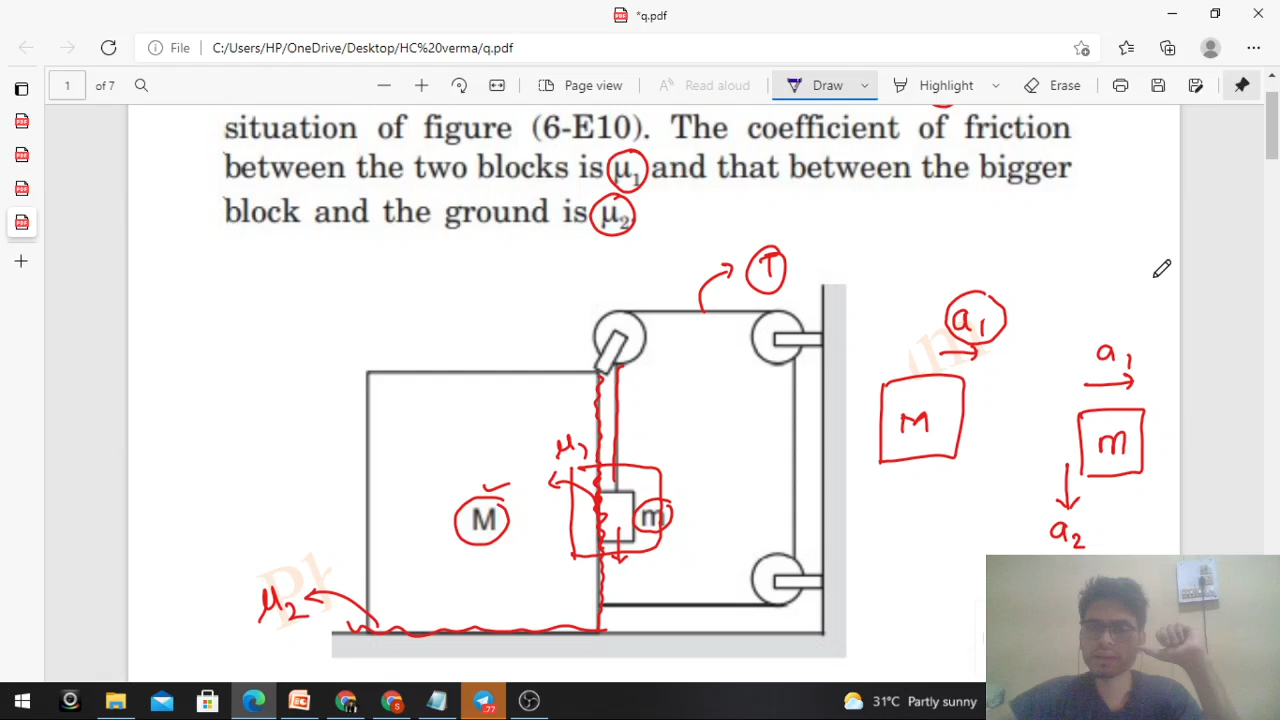 *q.pdf
File C:/Users/HP/OneDrive/Desktop/HC%20verma/q.pdf
1 of 7 Page view Read aloud Draw Highlight Erase
situation of figure (6-E10). The coefficient of friction
between the two blocks is μ1 and that between the bigger
block and the ground is μ2.
T
a1
a1
M
m
μ1
M
m
a2
μ2
77
31°C Partly sunny